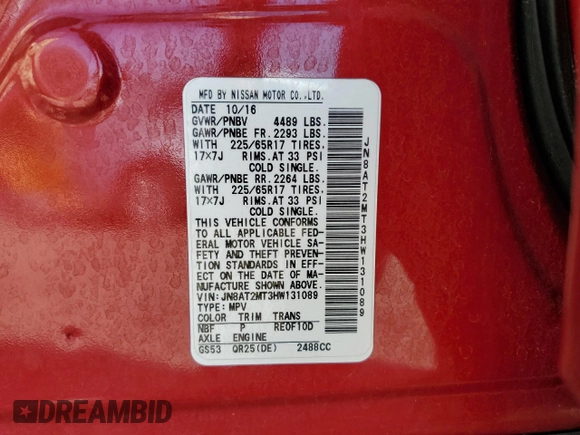 MFD BY NISSAN MOTOR CO.,LTD.
DATE 10/16
GVWR/PNBV 4489 LBS.
GAWR/PNBE FR. 2293 LBS.
WITH 225/65R17 TIRES,
17×7J RIMS.AT 33 PSI
COLD SINGLE.
GAWR/PNBE RR. 2264 LBS.
WITH 225/65R17 TIRES,
17×7J RIMS.AT 33 PSI
COLD SINGLE.
THIS VEHICLE CONFORMS
TO ALL APPLICABLE FED-
ERAL MOTOR VEHICLE SA-
FETY AND THEFT PREVEN-
TION STANDARDS IN EFF-
ECT ON THE DATE OF MA-
NUFACTURE SHOWN ABOVE.
VIN: JN8AT2MT3HW131089
TYPE: MPV
COLOR TRIM TRANS
NBF P RE0F10D
AXLE ENGINE
GS53 QR25(DE) 2488CC
JN8AT2MT3HW131089
DREAMBID